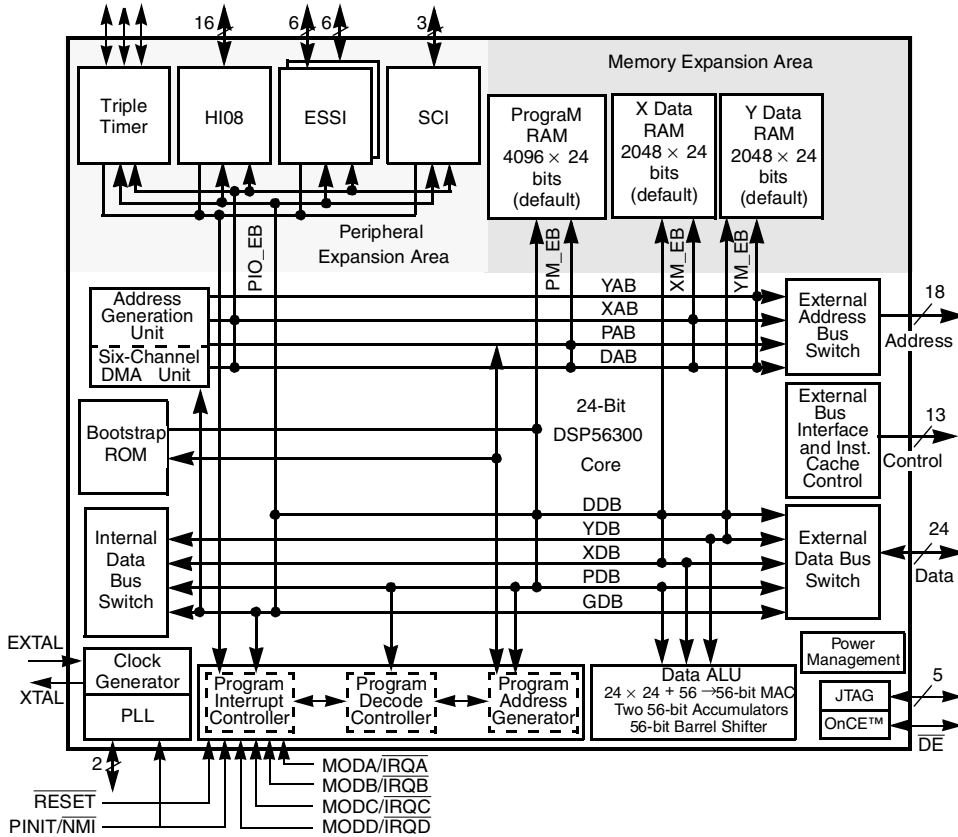 16
6
6
3
Memory Expansion Area
Triple
Timer
HI08
ESSI
SCI
PrograM
RAM
4096 × 24
bits
(default)
X Data
RAM
2048 × 24
bits
(default)
Y Data
RAM
2048 × 24
bits
(default)
Peripheral
Expansion Area
PIO_EB
PM_EB
XM_EB
YM_EB
Address
Generation
Unit
Six-Channel
DMA Unit
YAB
XAB
PAB
DAB
External
Address
Bus
Switch
18
Address
Bootstrap
ROM
24-Bit
DSP56300
Core
External
Bus
Interface
and Inst.
Cache
Control
13
Control
Internal
Data
Bus
Switch
DDB
YDB
XDB
PDB
GDB
External
Data Bus
Switch
24
Data
EXTAL
XTAL
Clock
Generator
PLL
2
Program
Interrupt
Controller
Program
Decode
Controller
Program
Address
Generator
Data ALU
24 × 24 + 56 →56-bit MAC
Two 56-bit Accumulators
56-bit Barrel Shifter
Power
Management
JTAG
OnCE™
5
DE
RESET
PINIT/NMI
MODA/IRQA
MODB/IRQB
MODC/IRQC
MODD/IRQD